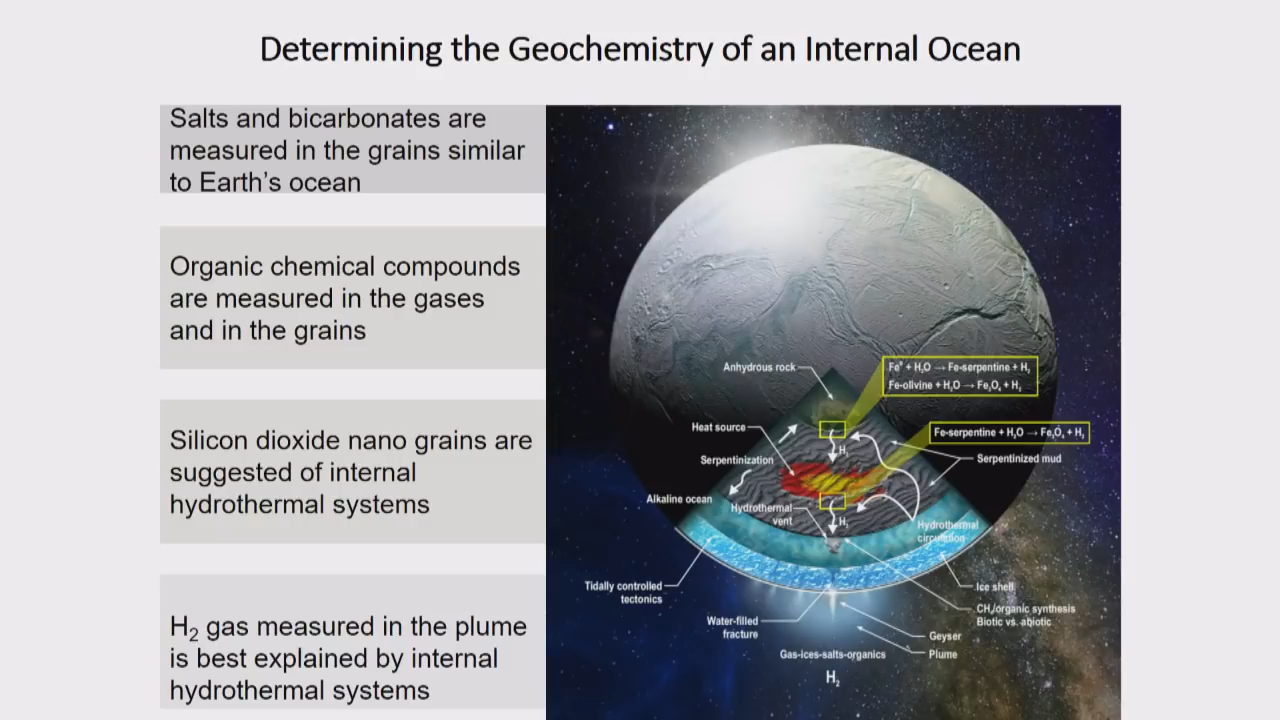 Determining the Geochemistry of an Internal Ocean
Salts and bicarbonates are
measured in the grains similar
to Earth's ocean
Organic chemical compounds
are measured in the gases
and in the grains
Silicon dioxide nano grains are
suggested of internal
hydrothermal systems
H₂ gas measured in the plume
is best explained by internal
hydrothermal systems
Anhydrous rock
Fe⁰ + H₂O → Fe-serpentine + H₂
Fe-olivine + H₂O → Fe₃O₄ + H₂
Heat source
Fe-serpentine + H₂O → Fe₃O₄ + H₂
H₂
Serpentinization
Serpentinized mud
Alkaline ocean
Hydrothermal
vent
H₂
Hydrothermal
circulation
Tidally controlled
tectonics
Ice shell
CH₄/organic synthesis
Biotic vs. abiotic
Water-filled
fracture
Geyser
Plume
Gas-ices-salts-organics
H₂